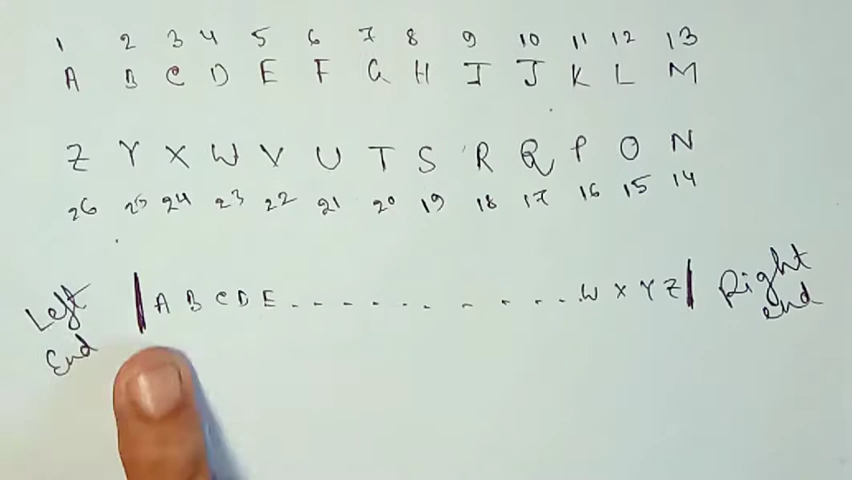 1 2 3 4 5 6 7 8 9 10 11 12 13
A B C D E F G H I J K L M
Z Y X W V U T S R Q P O N
26 25 24 23 22 21 20 19 18 17 16 15 14
Left End | A B C D E . - - - - - - - - - . . W X Y Z | Right end